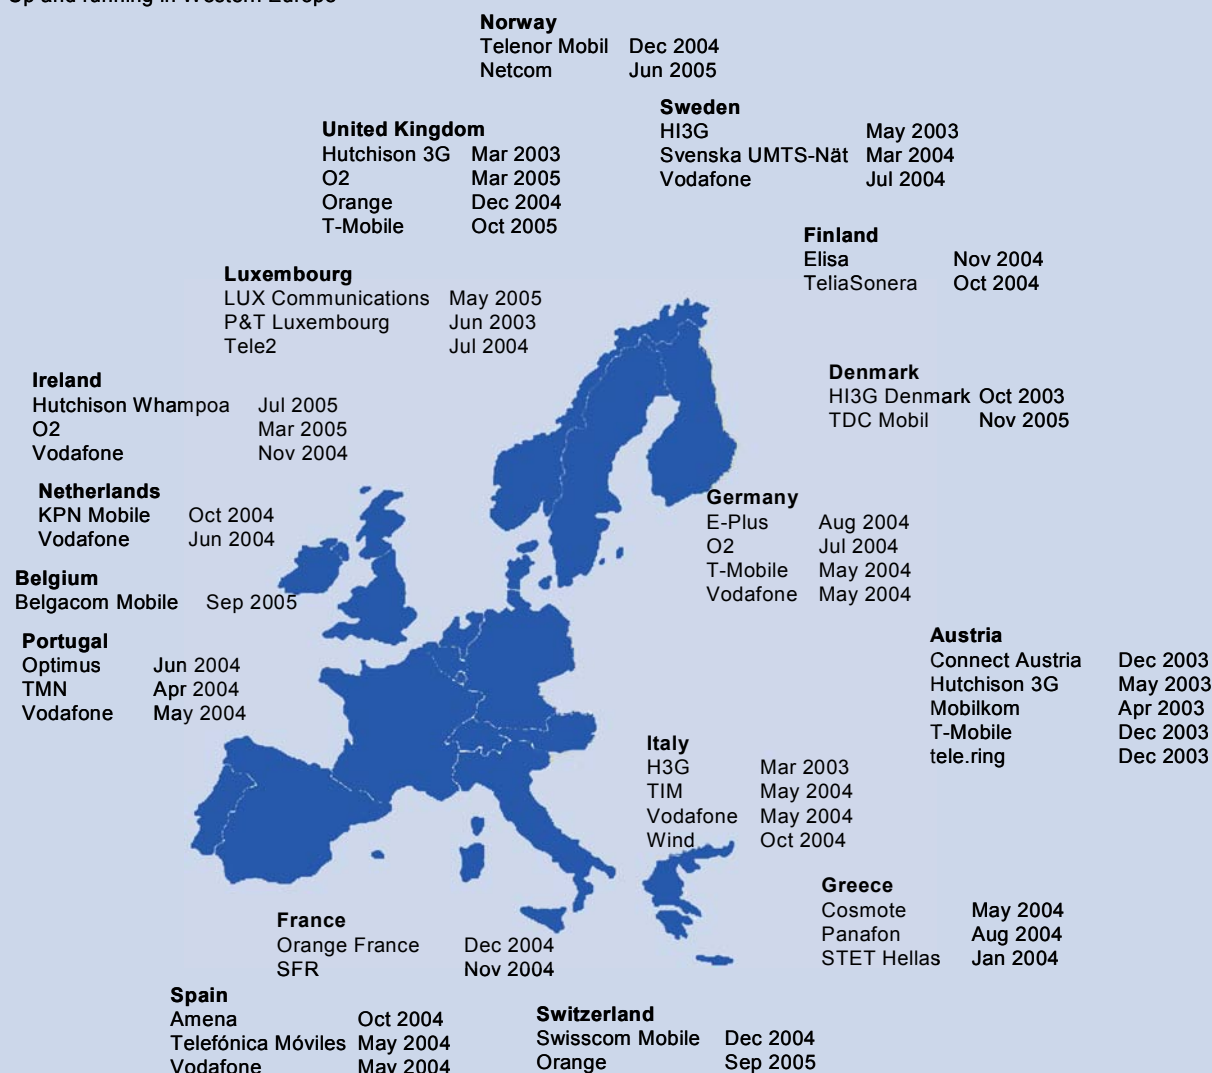 Up and running in Western Europe
Norway
Telenor Mobil Dec 2004
Netcom Jun 2005
Sweden
HI3G May 2003
Svenska UMTS-Nät Mar 2004
Vodafone Jul 2004
United Kingdom
Hutchison 3G Mar 2003
O2 Mar 2005
Orange Dec 2004
T-Mobile Oct 2005
Finland
Elisa Nov 2004
TeliaSonera Oct 2004
Luxembourg
LUX Communications May 2005
P&T Luxembourg Jun 2003
Tele2 Jul 2004
Denmark
HI3G Denmark Oct 2003
TDC Mobil Nov 2005
Ireland
Hutchison Whampoa Jul 2005
O2 Mar 2005
Vodafone Nov 2004
Netherlands
KPN Mobile Oct 2004
Vodafone Jun 2004
Germany
E-Plus Aug 2004
O2 Jul 2004
T-Mobile May 2004
Vodafone May 2004
Belgium
Belgacom Mobile Sep 2005
Portugal
Optimus Jun 2004
TMN Apr 2004
Vodafone May 2004
Austria
Connect Austria Dec 2003
Hutchison 3G May 2003
Mobilkom Apr 2003
T-Mobile Dec 2003
tele.ring Dec 2003
Italy
H3G Mar 2003
TIM May 2004
Vodafone May 2004
Wind Oct 2004
Greece
Cosmote May 2004
Panafon Aug 2004
STET Hellas Jan 2004
France
Orange France Dec 2004
SFR Nov 2004
Spain
Amena Oct 2004
Telefónica Móviles May 2004
Vodafone May 2004
Switzerland
Swisscom Mobile Dec 2004
Orange Sep 2005